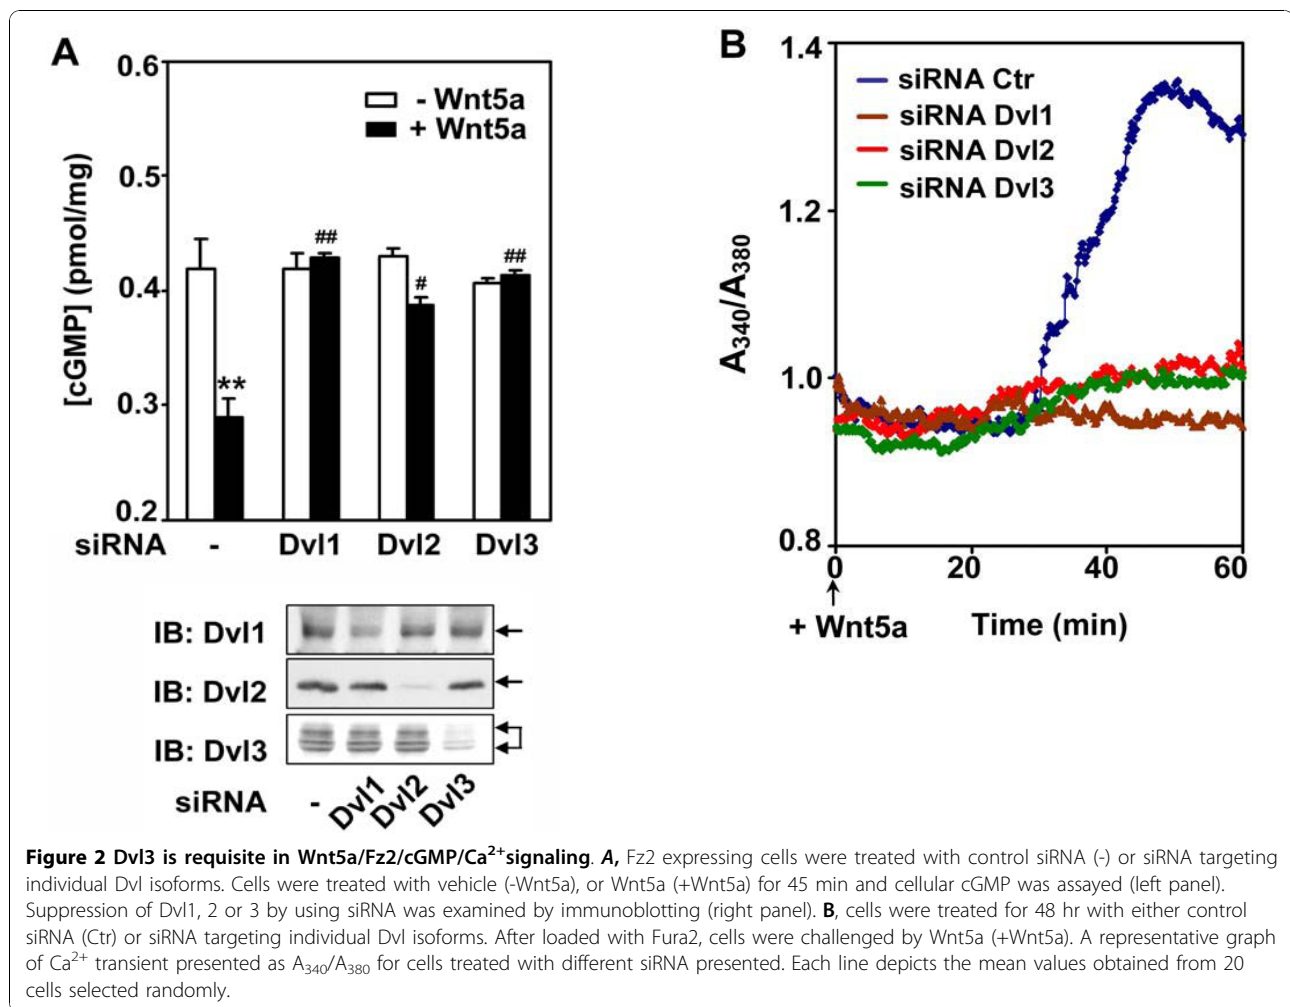 A
0.6
0.5
0.4
0.3
0.2
[cGMP] (pmol/mg)
- Wnt5a
+ Wnt5a
**
##
#
##
siRNA - Dvl1 Dvl2 Dvl3
IB: Dvl1
IB: Dvl2
IB: Dvl3
siRNA - Dvl1 Dvl2 Dvl3
B
1.4
1.2
1.0
0.8
A340/A380
siRNA Ctr
siRNA Dvl1
siRNA Dvl2
siRNA Dvl3
0 20 40 60
+ Wnt5a Time (min)
Figure 2 Dvl3 is requisite in Wnt5a/Fz2/cGMP/Ca2+signaling. A, Fz2 expressing cells were treated with control siRNA (-) or siRNA targeting
individual Dvl isoforms. Cells were treated with vehicle (-Wnt5a), or Wnt5a (+Wnt5a) for 45 min and cellular cGMP was assayed (left panel).
Suppression of Dvl1, 2 or 3 by using siRNA was examined by immunoblotting (right panel). B, cells were treated for 48 hr with either control
siRNA (Ctr) or siRNA targeting individual Dvl isoforms. After loaded with Fura2, cells were challenged by Wnt5a (+Wnt5a). A representative graph
of Ca2+ transient presented as A340/A380 for cells treated with different siRNA presented. Each line depicts the mean values obtained from 20
cells selected randomly.